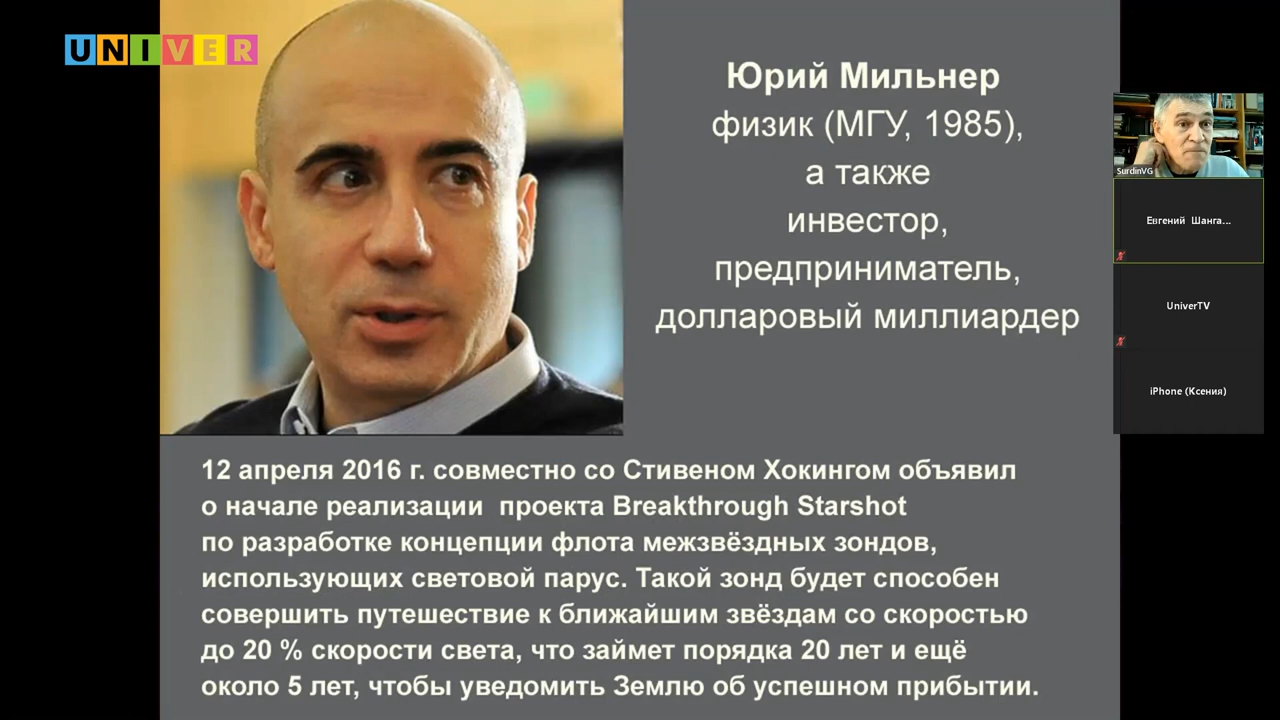 UNIVER
Юрий Мильнер
физик (МГУ, 1985),
а также
инвестор,
предприниматель,
долларовый миллиардер
12 апреля 2016 г. совместно со Стивеном Хокингом объявил
о начале реализации проекта Breakthrough Starshot
по разработке концепции флота межзвёздных зондов,
использующих световой парус. Такой зонд будет способен
совершить путешествие к ближайшим звёздам со скоростью
до 20 % скорости света, что займет порядка 20 лет и ещё
около 5 лет, чтобы уведомить Землю об успешном прибытии.
SurdinVG
Евгений Шанга...
UniverTV
iPhone (Ксения)